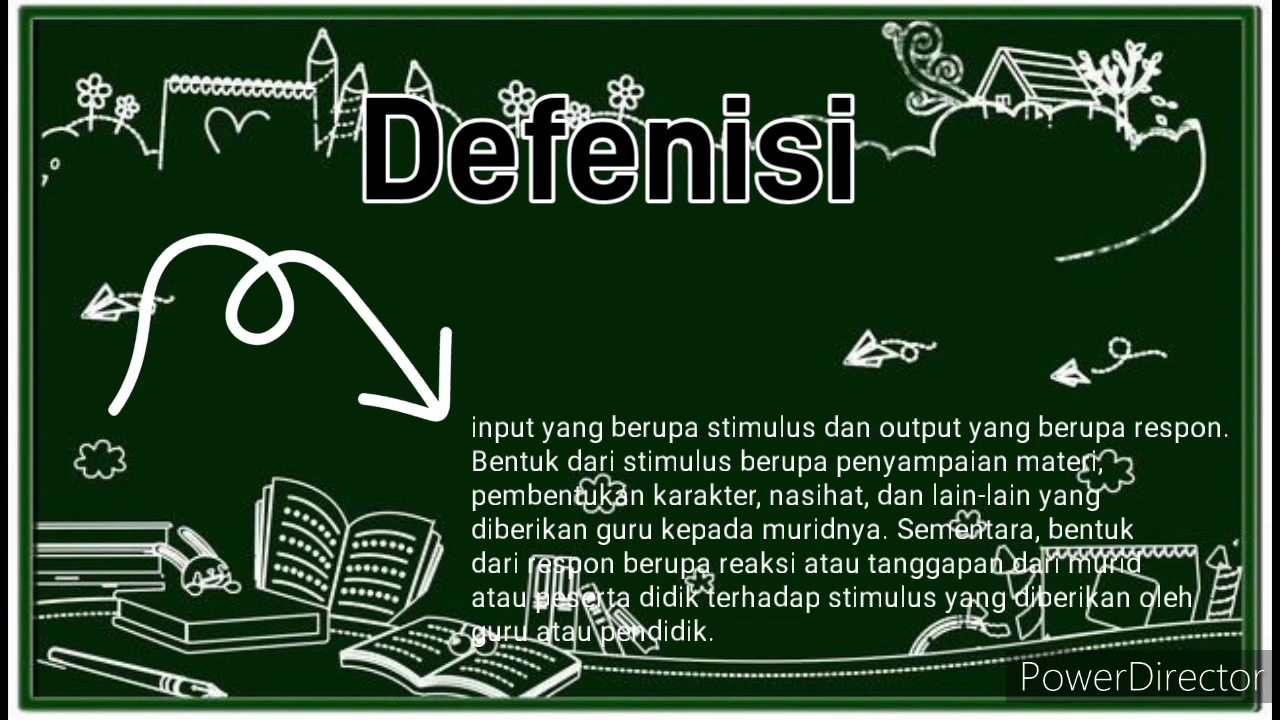 Defenisi
input yang berupa stimulus dan output yang berupa respon.
Bentuk dari stimulus berupa penyampaian materi,
pembentukan karakter, nasihat, dan lain-lain yang
diberikan guru kepada muridnya. Sementara, bentuk
dari respon berupa reaksi atau tanggapan dari murid
atau peserta didik terhadap stimulus yang diberikan oleh
guru atau pendidik.
PowerDirector